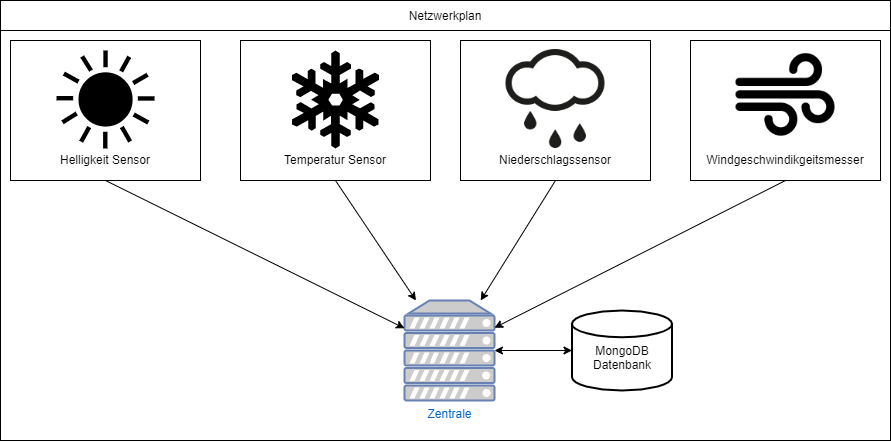 Netzwerkplan
Helligkeit Sensor
Temperatur Sensor
Niederschlagssensor
Windgeschwindikgeitsmesser
MongoDB
Datenbank
Zentrale